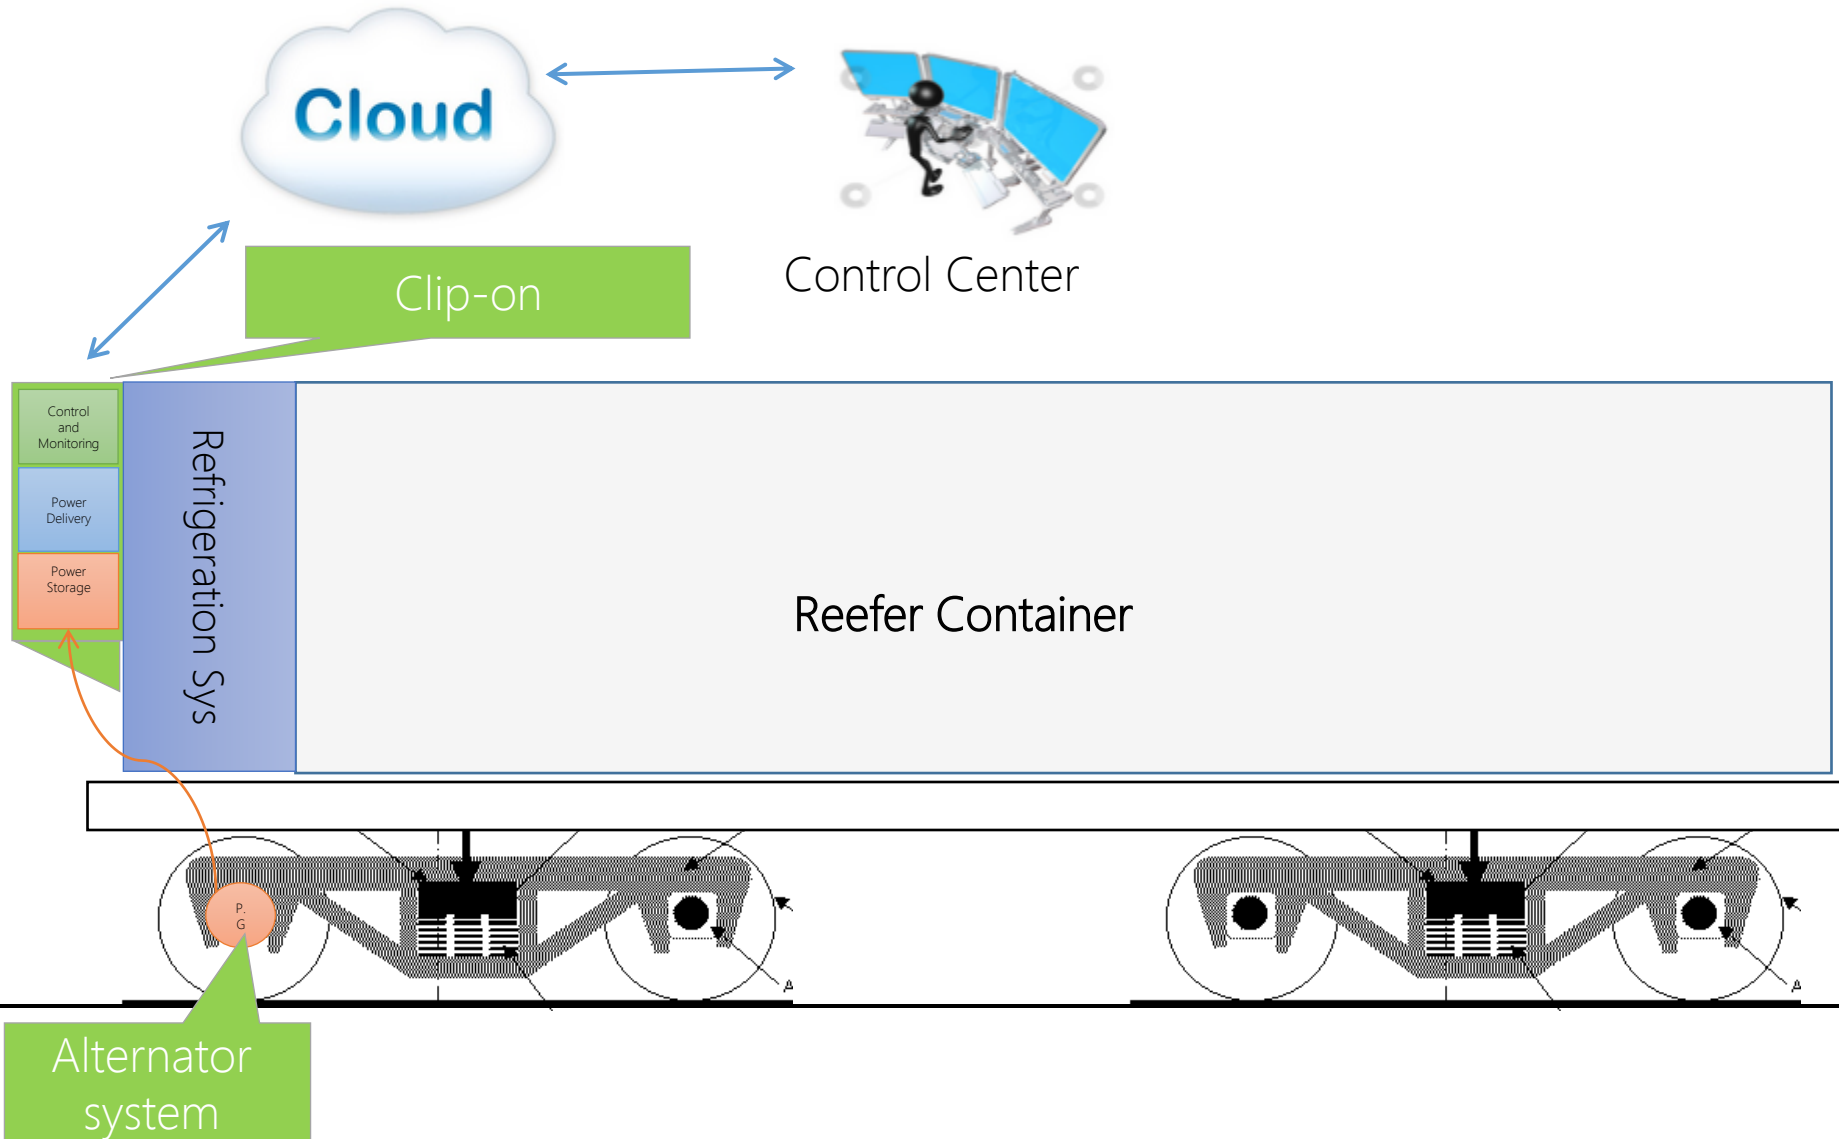 Cloud
Clip-on
Control Center
Control
and
Monitoring
Power
Delivery
Power
Storage
Refrigeration Sys
Reefer Container
P.
G
A
A
Alternator
system